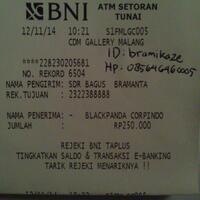 BNI ATM SETORAN
TUNAI
12/11/14 10:21 S1FMLGC005
CDM GALLERY MALANG
ID: bramikaze
****228230205681 HP: 085646460005
NO. REKORD 6504
NAMA PENGIRIM: SDR BAGUS BRAMANTA
REK.TUJUAN : 2322388888
NAMA PENERIMA: - BLACKPANDA CORPINDO
JUMLAH : RP250.000
REJEKI BNI TAPLUS
TINGKATKAN SALDO & TRANSAKSI E-BANKING
TARIK REJEKI MENARIKNYA !!